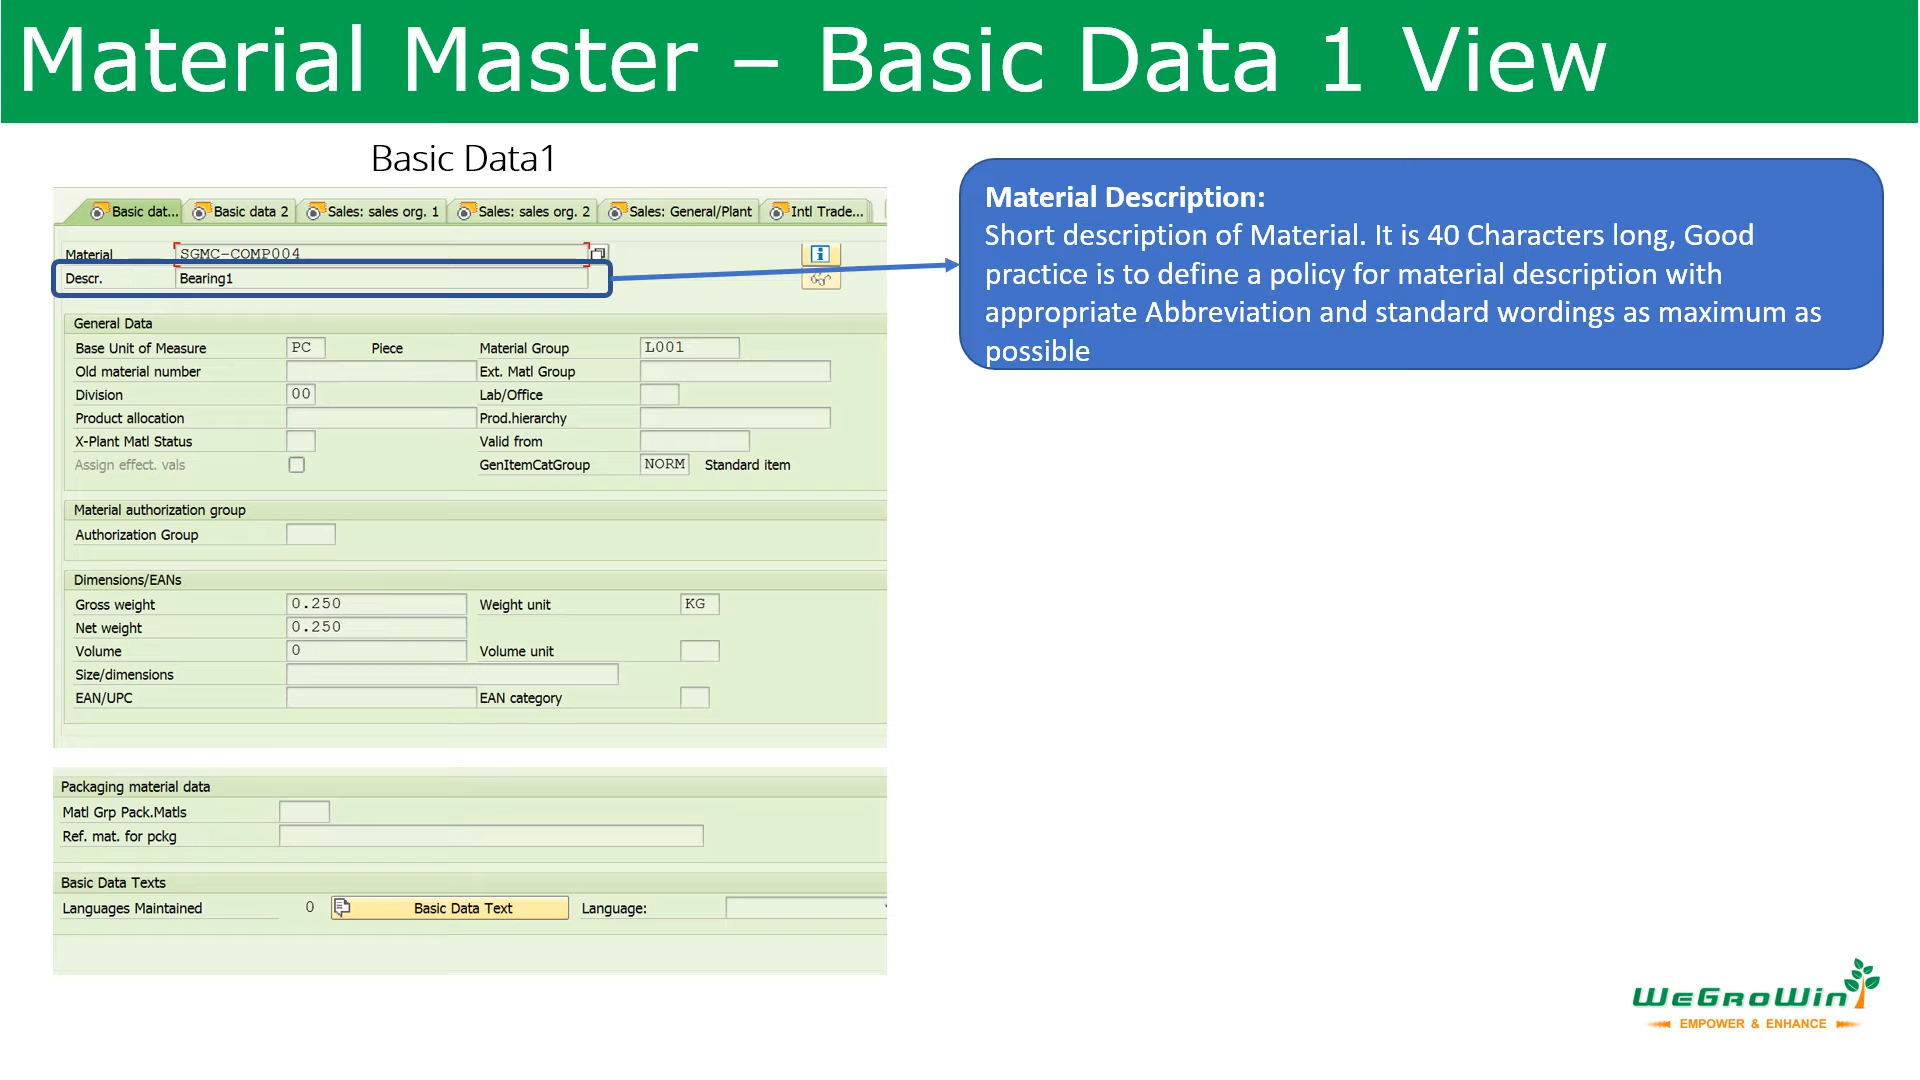 Material Master – Basic Data 1 View
Basic Data1
Basic dat...
Basic data 2
Sales: sales org. 1
Sales: sales org. 2
Sales: General/Plant
Intl Trade...
Material SGMC-COMP004
Descr. Bearing1
Material Description:
Short description of Material. It is 40 Characters long, Good
practice is to define a policy for material description with
appropriate Abbreviation and standard wordings as maximum as
possible
General Data
Base Unit of Measure PC Piece Material Group L001
Old material number Ext. Matl Group
Division 00 Lab/Office
Product allocation Prod.hierarchy
X-Plant Matl Status Valid from
Assign effect. vals GenItemCatGroup NORM Standard item
Material authorization group
Authorization Group
Dimensions/EANs
Gross weight 0.250 Weight unit KG
Net weight 0.250
Volume 0 Volume unit
Size/dimensions
EAN/UPC EAN category
Packaging material data
Matl Grp Pack.Matls
Ref. mat. for pckg
Basic Data Texts
Languages Maintained 0 Basic Data Text Language:
WeGroWin
EMPOWER & ENHANCE